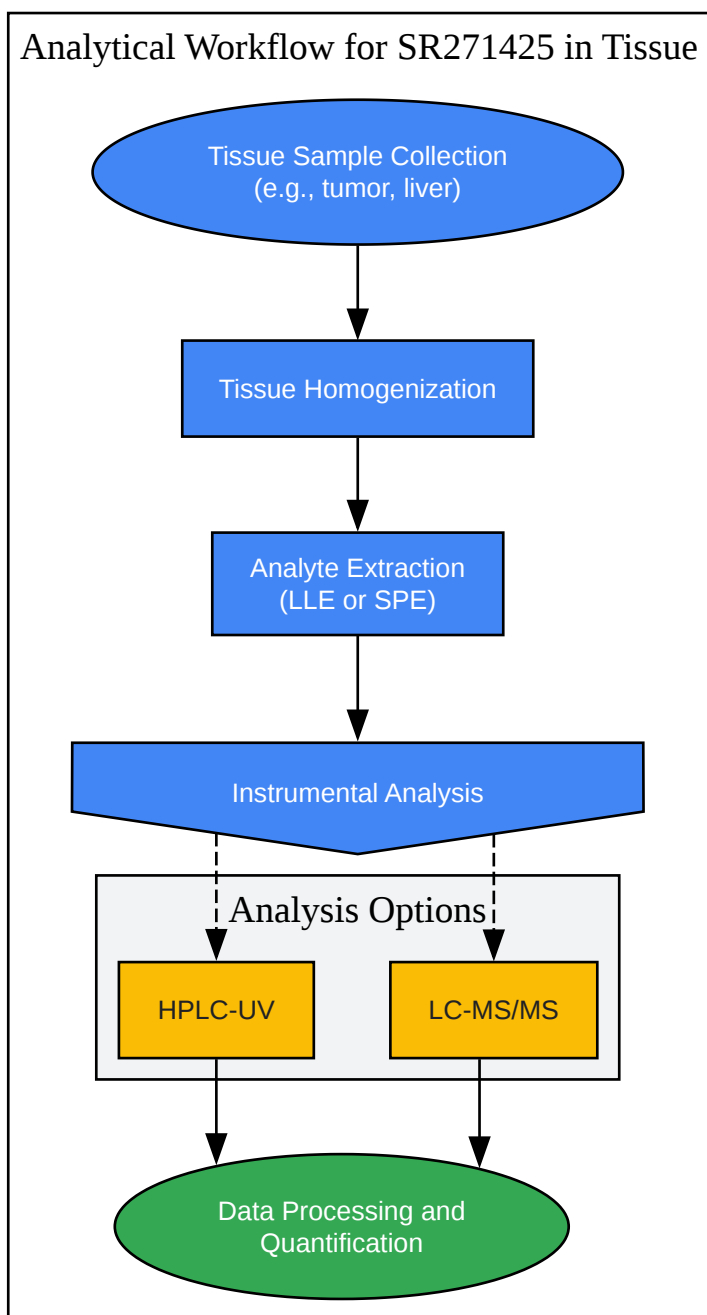 Analytical Workflow for SR271425 in Tissue
Tissue Sample Collection
(e.g., tumor, liver)
Tissue Homogenization
Analyte Extraction
(LLE or SPE)
Instrumental Analysis
Analysis Options
HPLC-UV
LC-MS/MS
Data Processing and
Quantification